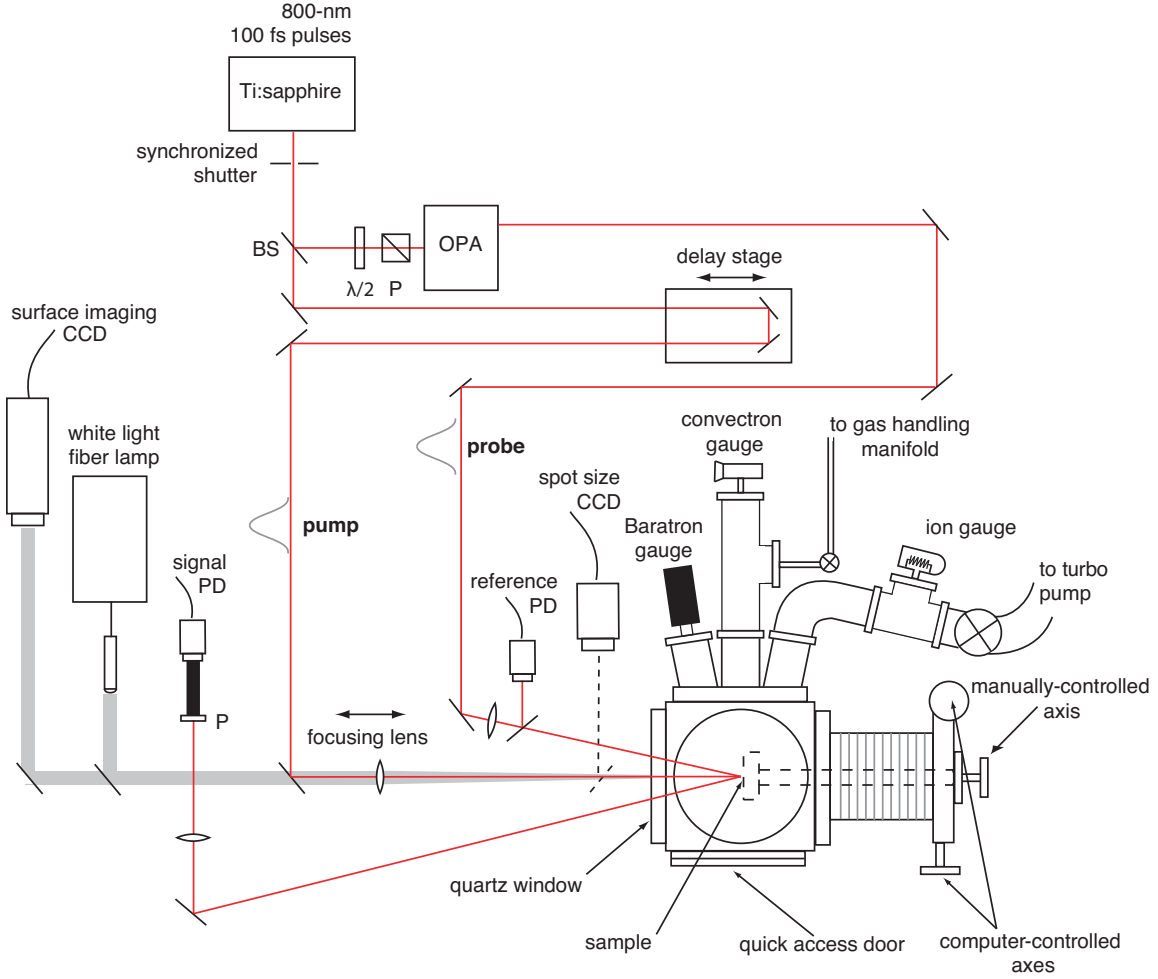 800-nm
100 fs pulses
Ti:sapphire
synchronized
shutter
BS
λ/2
P
OPA
delay stage
surface imaging
CCD
white light
fiber lamp
probe
pump
convectron
gauge
to gas handling
manifold
spot size
CCD
Baratron
gauge
ion gauge
signal
PD
reference
PD
to turbo
pump
P
focusing lens
manually-controlled
axis
quartz window
sample
quick access door
computer-controlled
axes